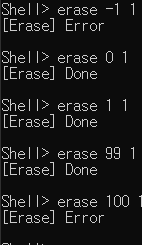 Shell> erase -1 1
[Erase] Error
Shell> erase 0 1
[Erase] Done
Shell> erase 1 1
[Erase] Done
Shell> erase 99 1
[Erase] Done
Shell> erase 100 1
[Erase] Error